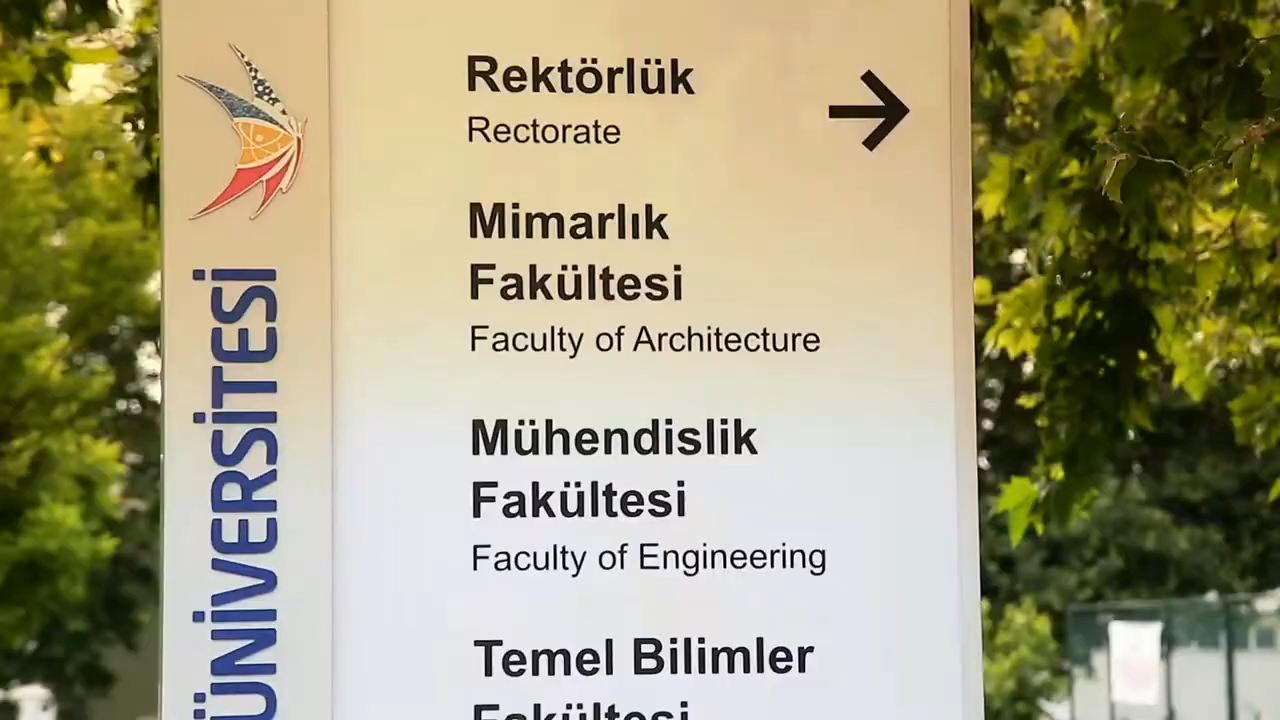 ÜNİVERSİTESİ
Rektörlük
Rectorate
Mimarlık
Fakültesi
Faculty of Architecture
Mühendislik
Fakültesi
Faculty of Engineering
Temel Bilimler
Fakültesi